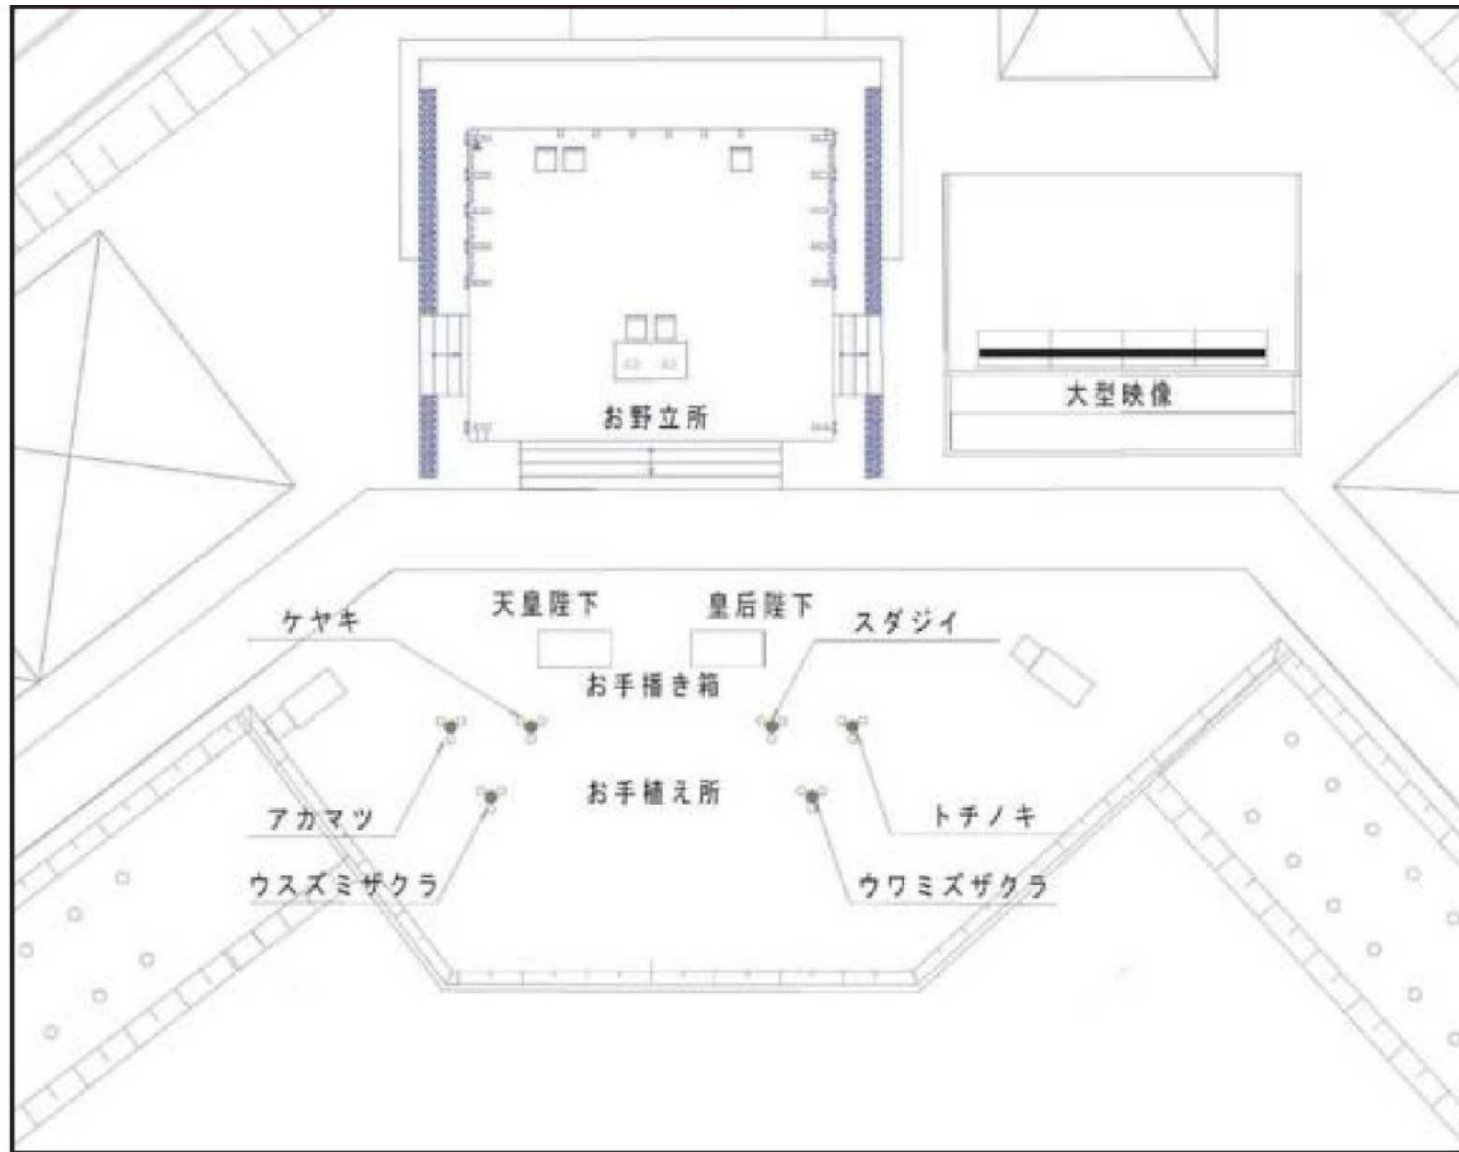 お野立所
大型映像
天皇陛下
皇后陛下
ケヤキ
スダジイ
お手播き箱
お手植え所
アカマツ
トチノキ
ウスズミザクラ
ウワミズザクラ